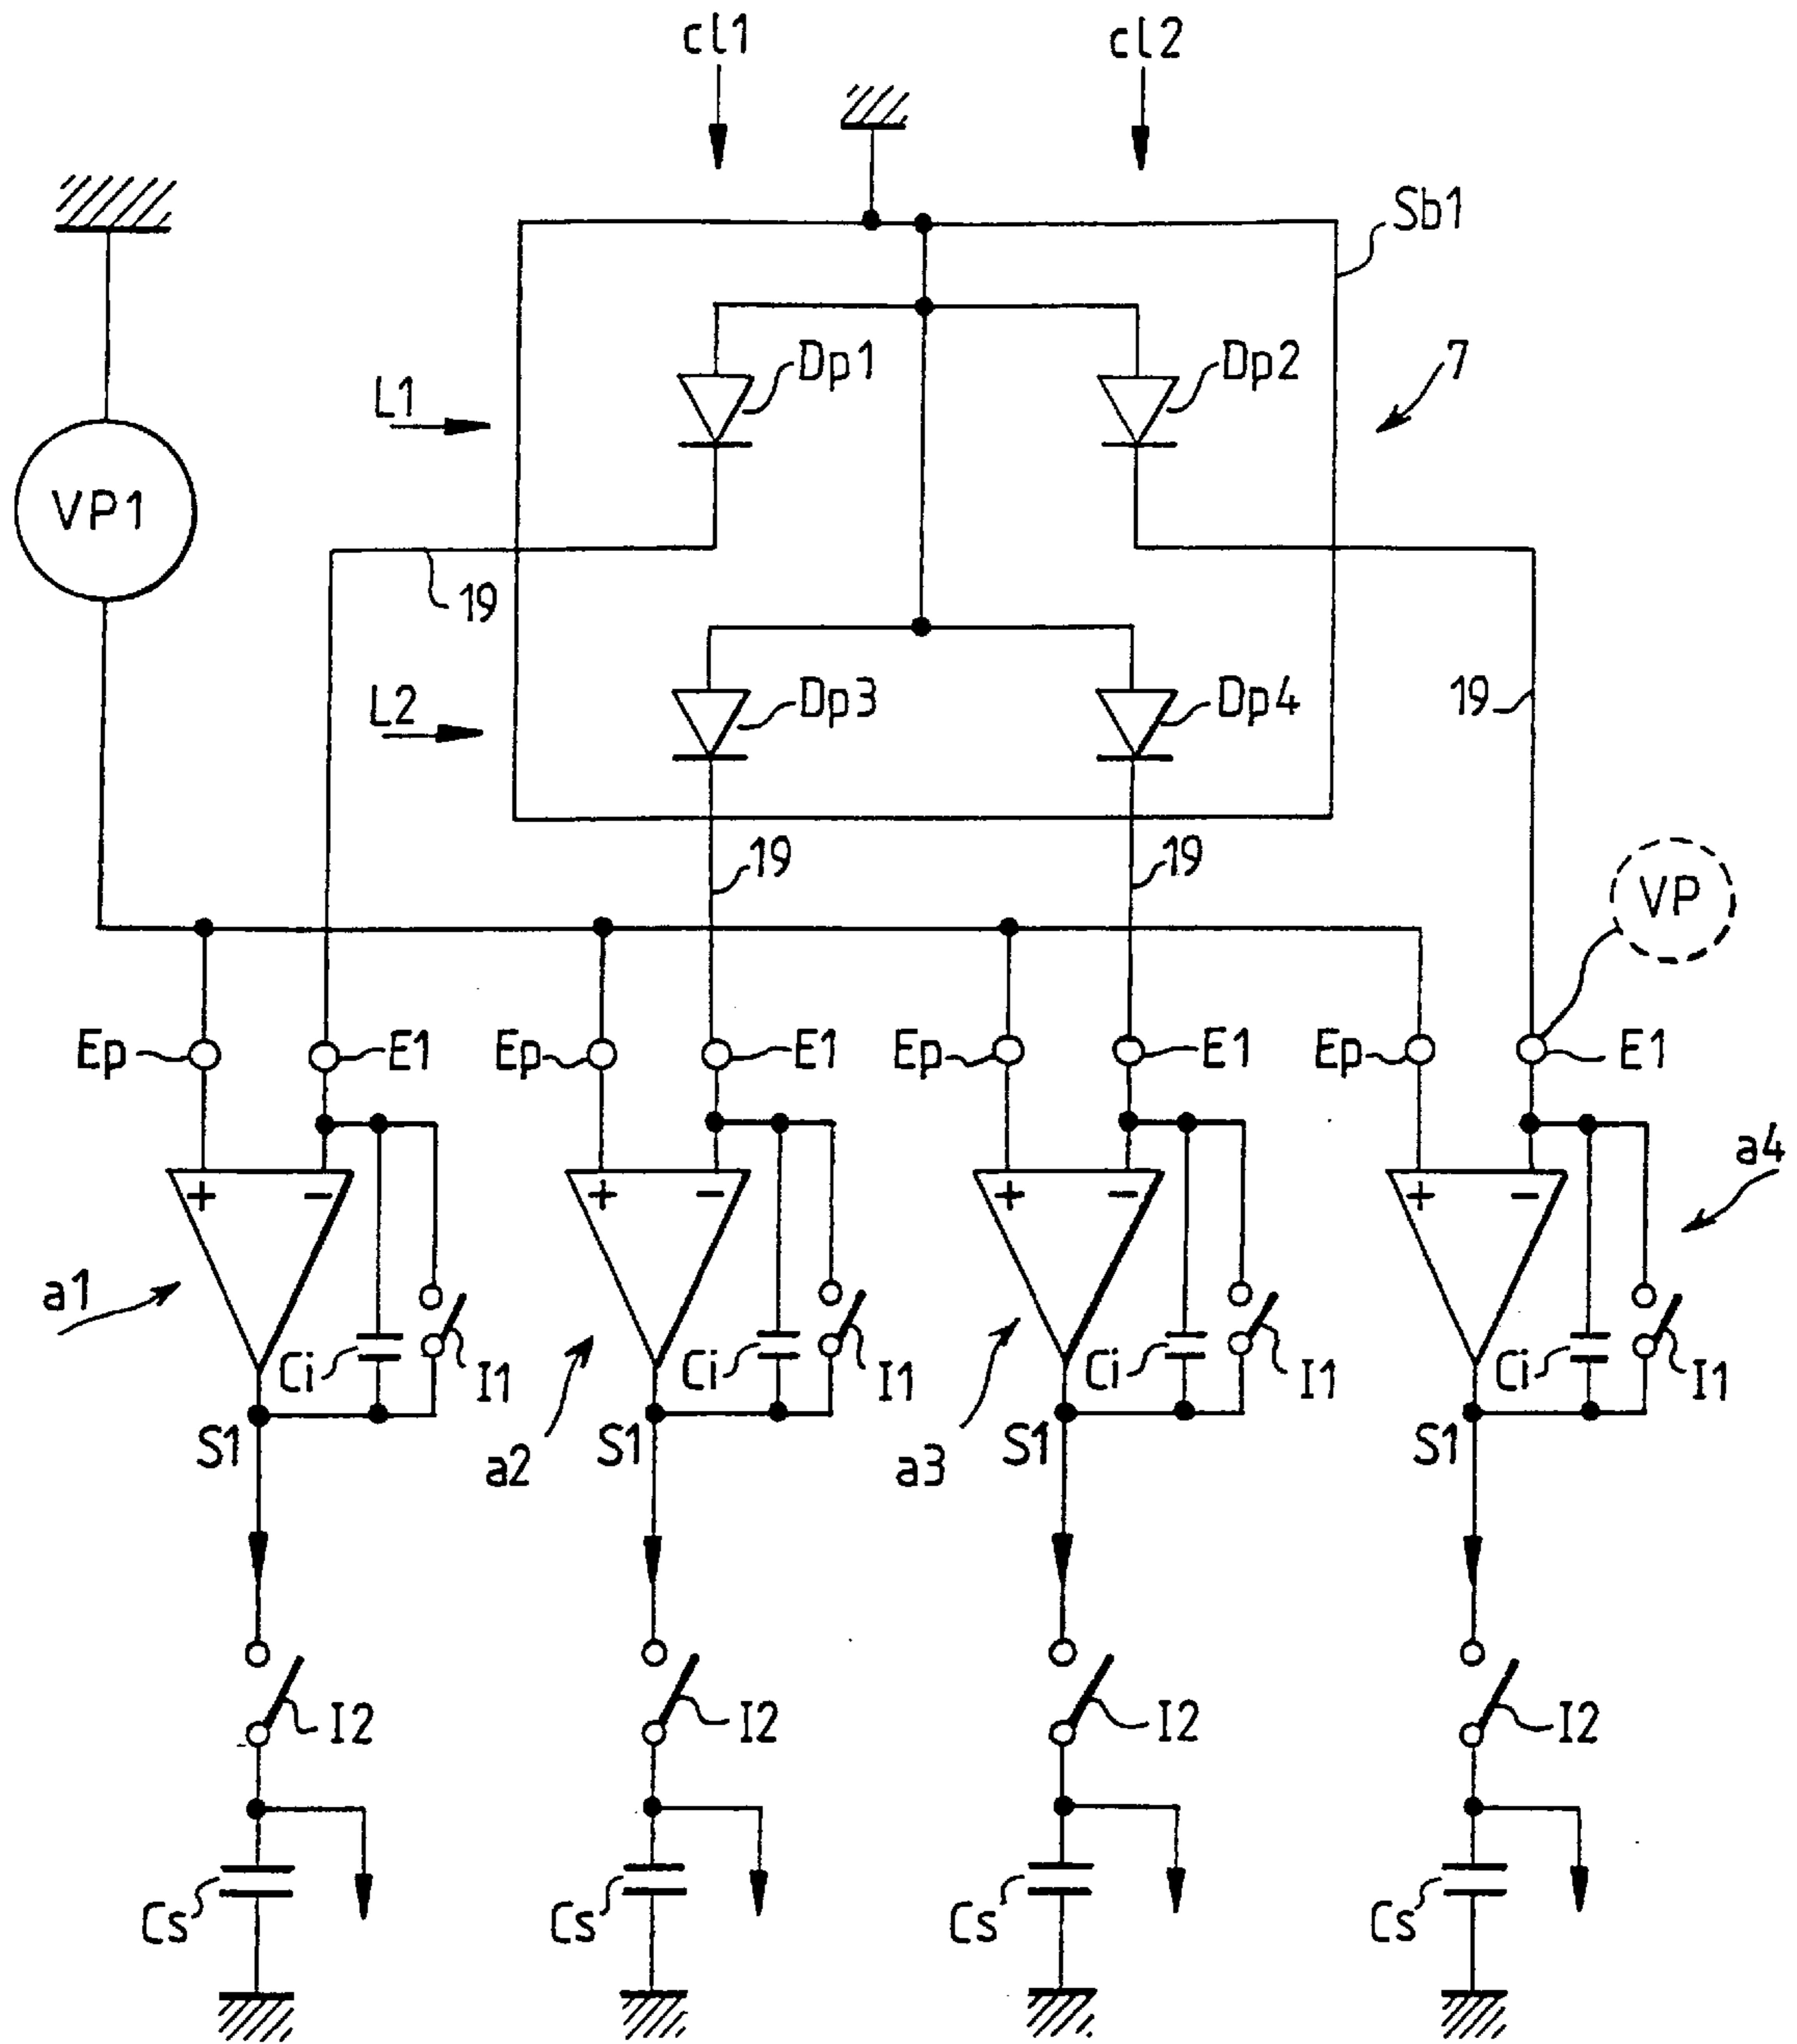 cl1 cl2
Sb1
Dp1 Dp2 7
L1
VP1
19
Dp3 Dp4 19
L2
19 19 VP
Ep E1 Ep E1 Ep E1 Ep E1
+ - + - + - + - a4
a1
Ci I1 Ci I1 Ci I1 Ci I1
S1 a2 S1 a3 S1 S1
I2 I2 I2 I2
Cs Cs Cs Cs